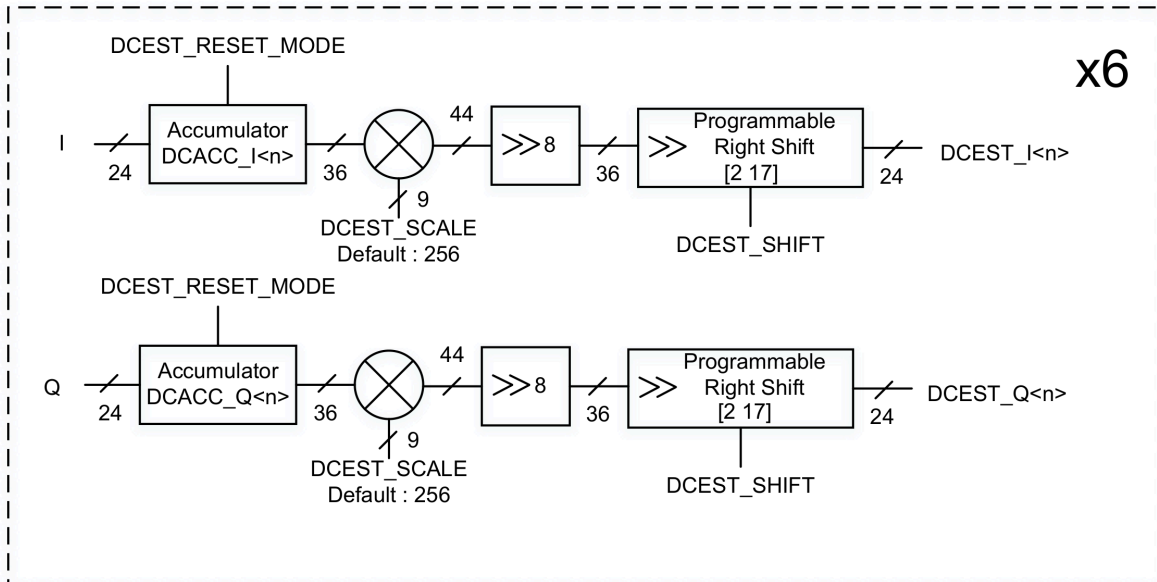 DCEST_RESET_MODE
x6
I
24
Accumulator
DCACC_I<n>
36
9
DCEST_SCALE
Default : 256
44
>>8
36
>>
Programmable
Right Shift
[2 17]
DCEST_SHIFT
24
DCEST_I<n>
DCEST_RESET_MODE
Q
24
Accumulator
DCACC_Q<n>
36
9
DCEST_SCALE
Default : 256
44
>>8
36
>>
Programmable
Right Shift
[2 17]
DCEST_SHIFT
24
DCEST_Q<n>